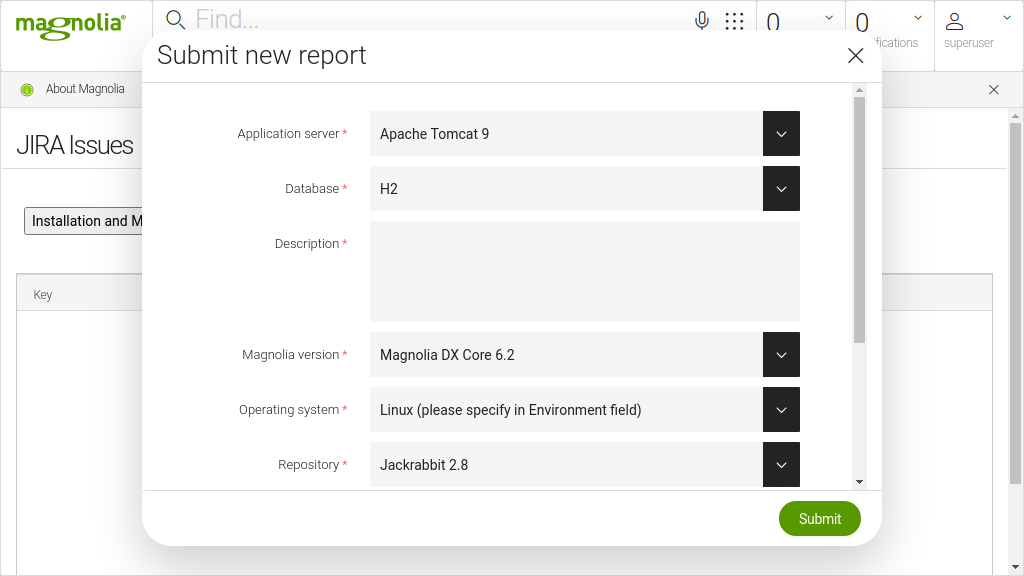 magnolia®
Find...
0
0
fications
superuser
Submit new report
About Magnolia
JIRA Issues
Installation and M
Key
Application server *
Apache Tomcat 9
Database *
H2
Description *
Magnolia version *
Magnolia DX Core 6.2
Operating system *
Linux (please specify in Environment field)
Repository *
Jackrabbit 2.8
Submit